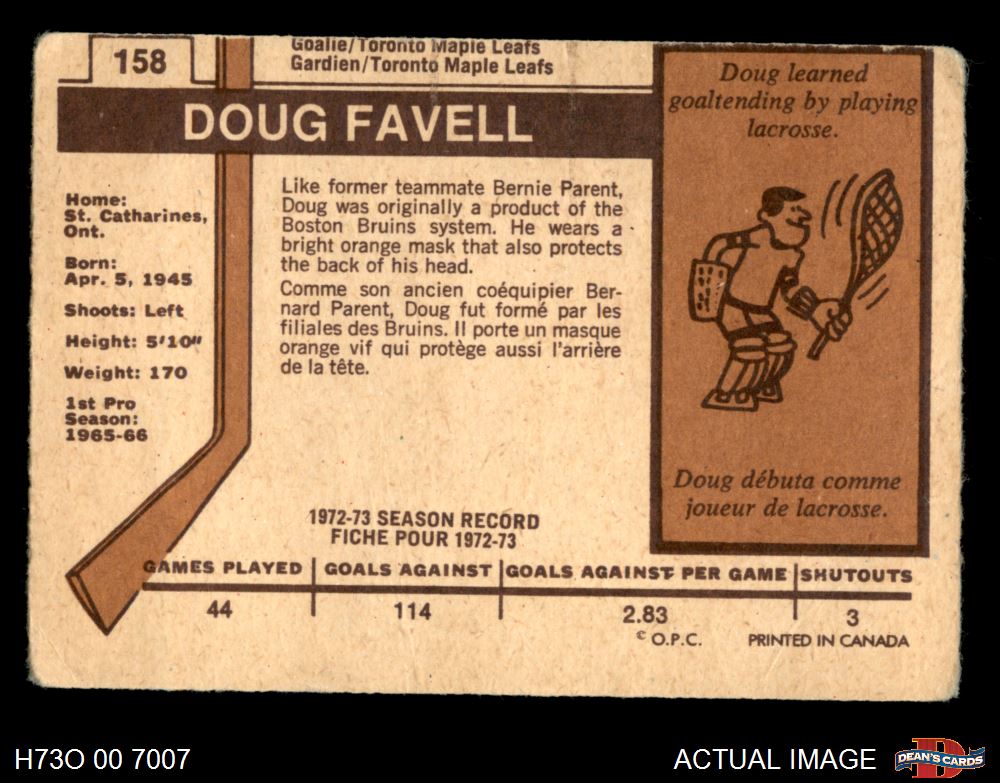 158
Goalie/Toronto Maple Leafs
Gardien/Toronto Maple Leafs
DOUG FAVELL
Home:
St. Catharines,
Ont.
Born:
Apr. 5, 1945
Shoots: Left
Height: 5'10"
Weight: 170
1st Pro
Season:
1965-66
Like former teammate Bernie Parent,
Doug was originally a product of the
Boston Bruins system. He wears a
bright orange mask that also protects
the back of his head.
Comme son ancien coéquipier Ber-
nard Parent, Doug fut formé par les
filiales des Bruins. Il porte un masque
orange vif qui protège aussi l'arrière
de la tête.
Doug learned
goaltending by playing
lacrosse.
Doug débuta comme
joueur de lacrosse.
1972-73 SEASON RECORD
FICHE POUR 1972-73
GAMES PLAYED GOALS AGAINST GOALS AGAINST PER GAME SHUTOUTS
44 114 2.83 3
© O.P.C. PRINTED IN CANADA
H73O 00 7007 ACTUAL IMAGE
DEAN'S CARDS